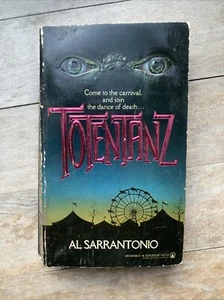 Come to the carnival,
and join
the dance of death...
TOTENTANZ
AL SARRANTONIO